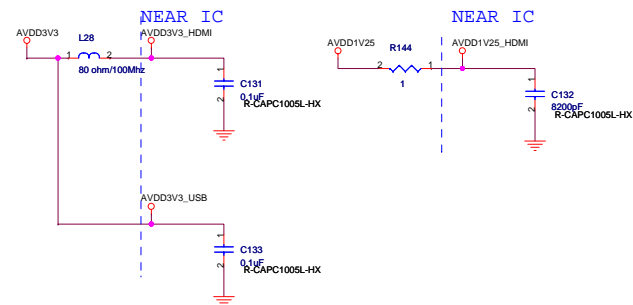 NEAR IC
NEAR IC
AVDD3V3
L28
AVDD3V3_HDMI
1
2
80 ohm/100Mhz
1
2
C131
0.1uF
R-CAPC1005L-HX
AVDD1V25
R144
AVDD1V25_HDMI
2
1
1
1
2
C132
8200pF
R-CAPC1005L-HX
AVDD3V3_USB
1
2
C133
0.1uF
R-CAPC1005L-HX